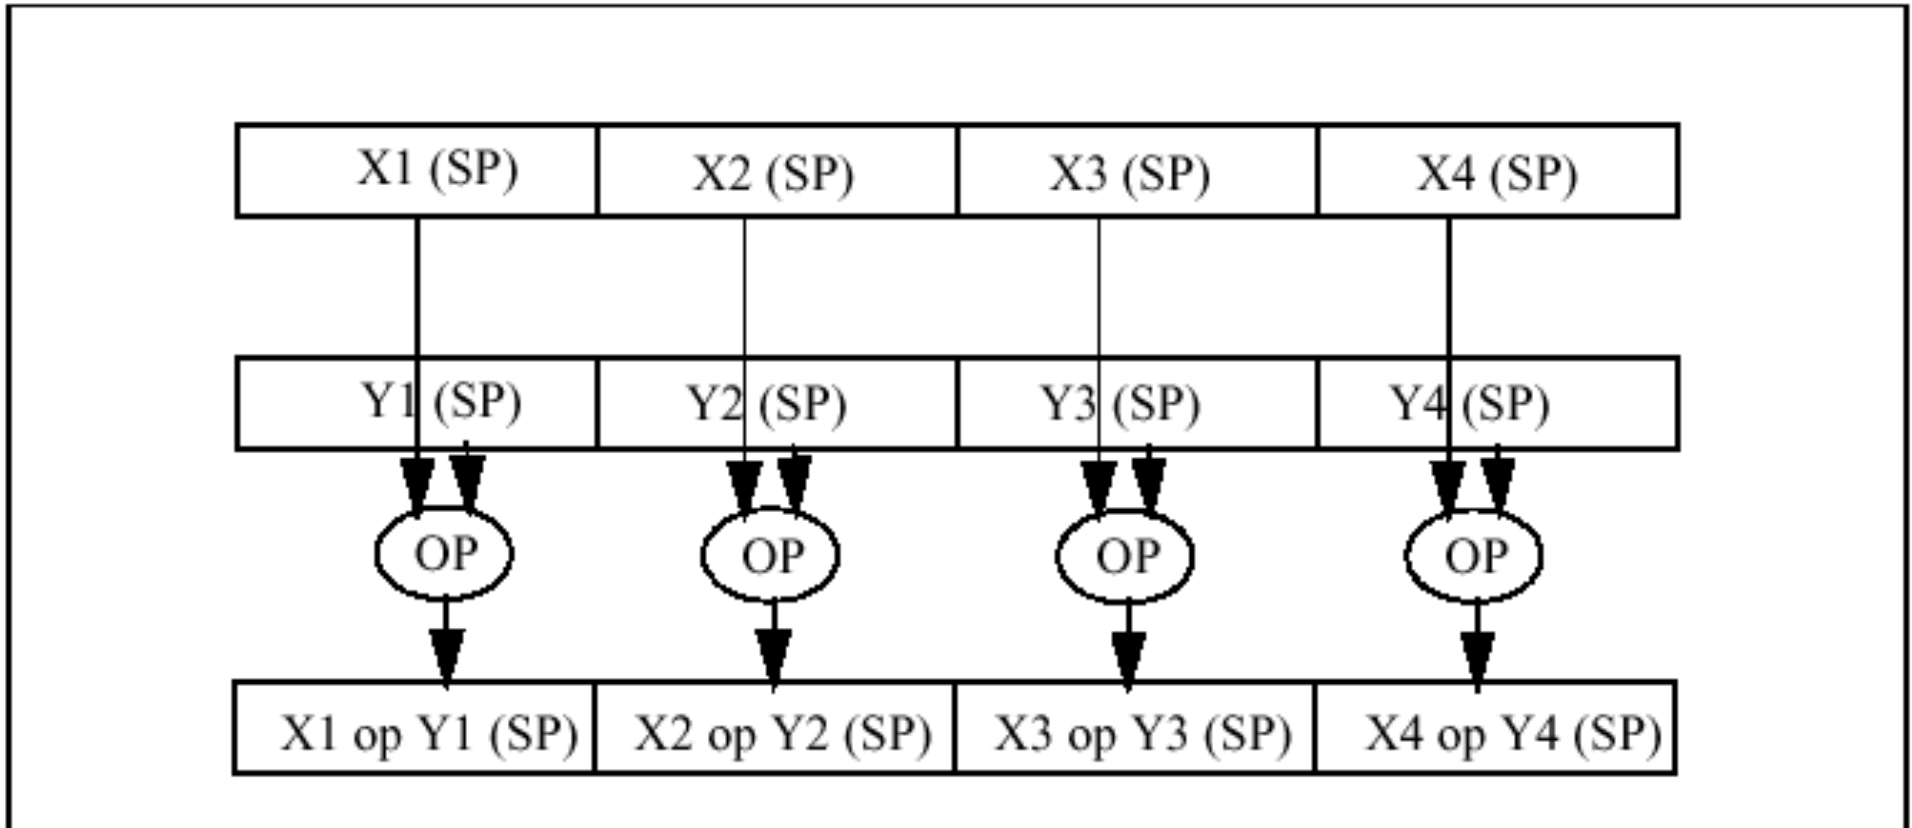 X1 (SP) X2 (SP) X3 (SP) X4 (SP)
Y1 (SP) Y2 (SP) Y3 (SP) Y4 (SP)
OP OP OP OP
X1 op Y1 (SP) X2 op Y2 (SP) X3 op Y3 (SP) X4 op Y4 (SP)